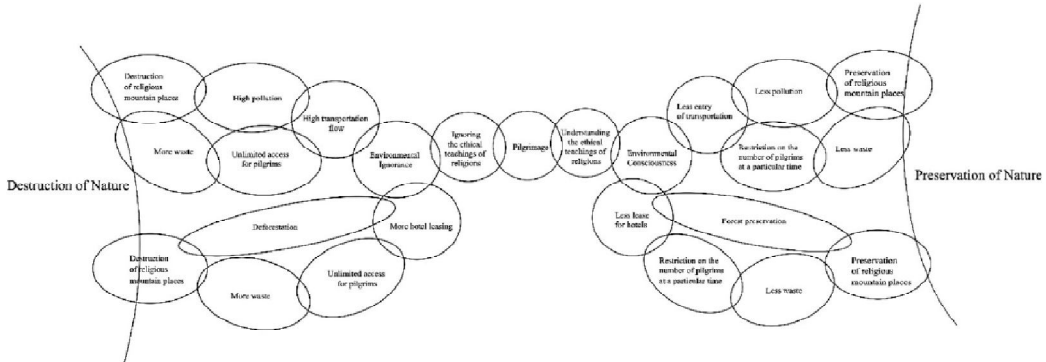 Destruction
of religious
mountain places
High pollution
High transportation
flow
More waste
Unlimited access
for pilgrims
Environmental
Ignorance
Ignoring
the ethical
teachings of
religions
Pilgrimage
Understanding
the ethical
teachings of
religions
Environmental
Consciousness
Less entry
of transportation
Less pollution
Preservation
of religious
mountain places
Restriction on the
number of pilgrims
at a particular time
Less waste
Destruction of Nature
Preservation of Nature
Deforestation
More hotel leasing
Destruction
of religious
mountain places
More waste
Unlimited access
for pilgrims
Less lease
for hotels
Forest preservation
Restriction on the
number of pilgrims
at a particular time
Less waste
Preservation
of religious
mountain places